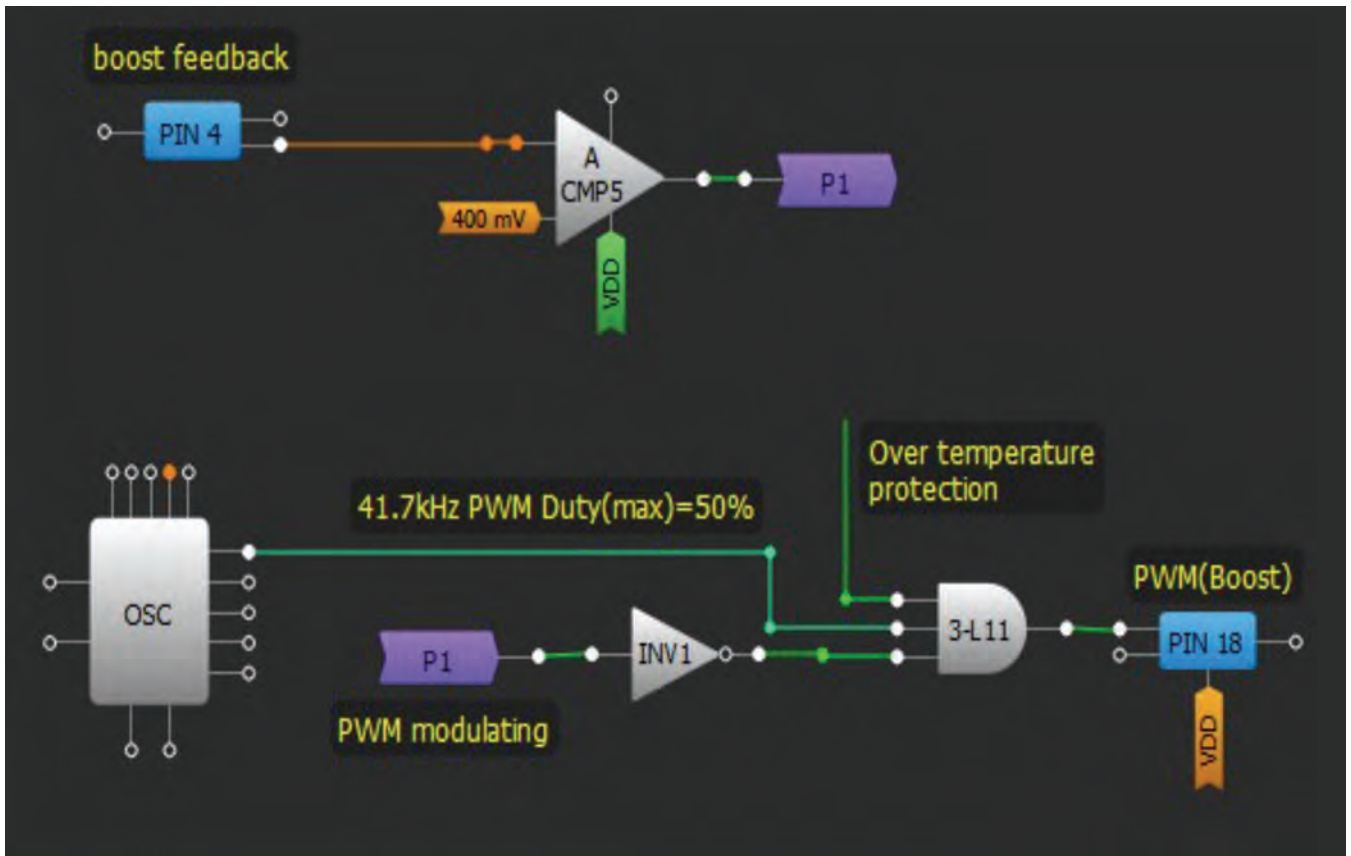 boost feedback
PIN 4
A
CMP5
400 mV
VDD
P1
Over temperature
protection
41.7kHz PWM Duty(max)=50%
OSC
P1
INV1
PWM modulating
3-L11
PWM(Boost)
PIN 18
VDD